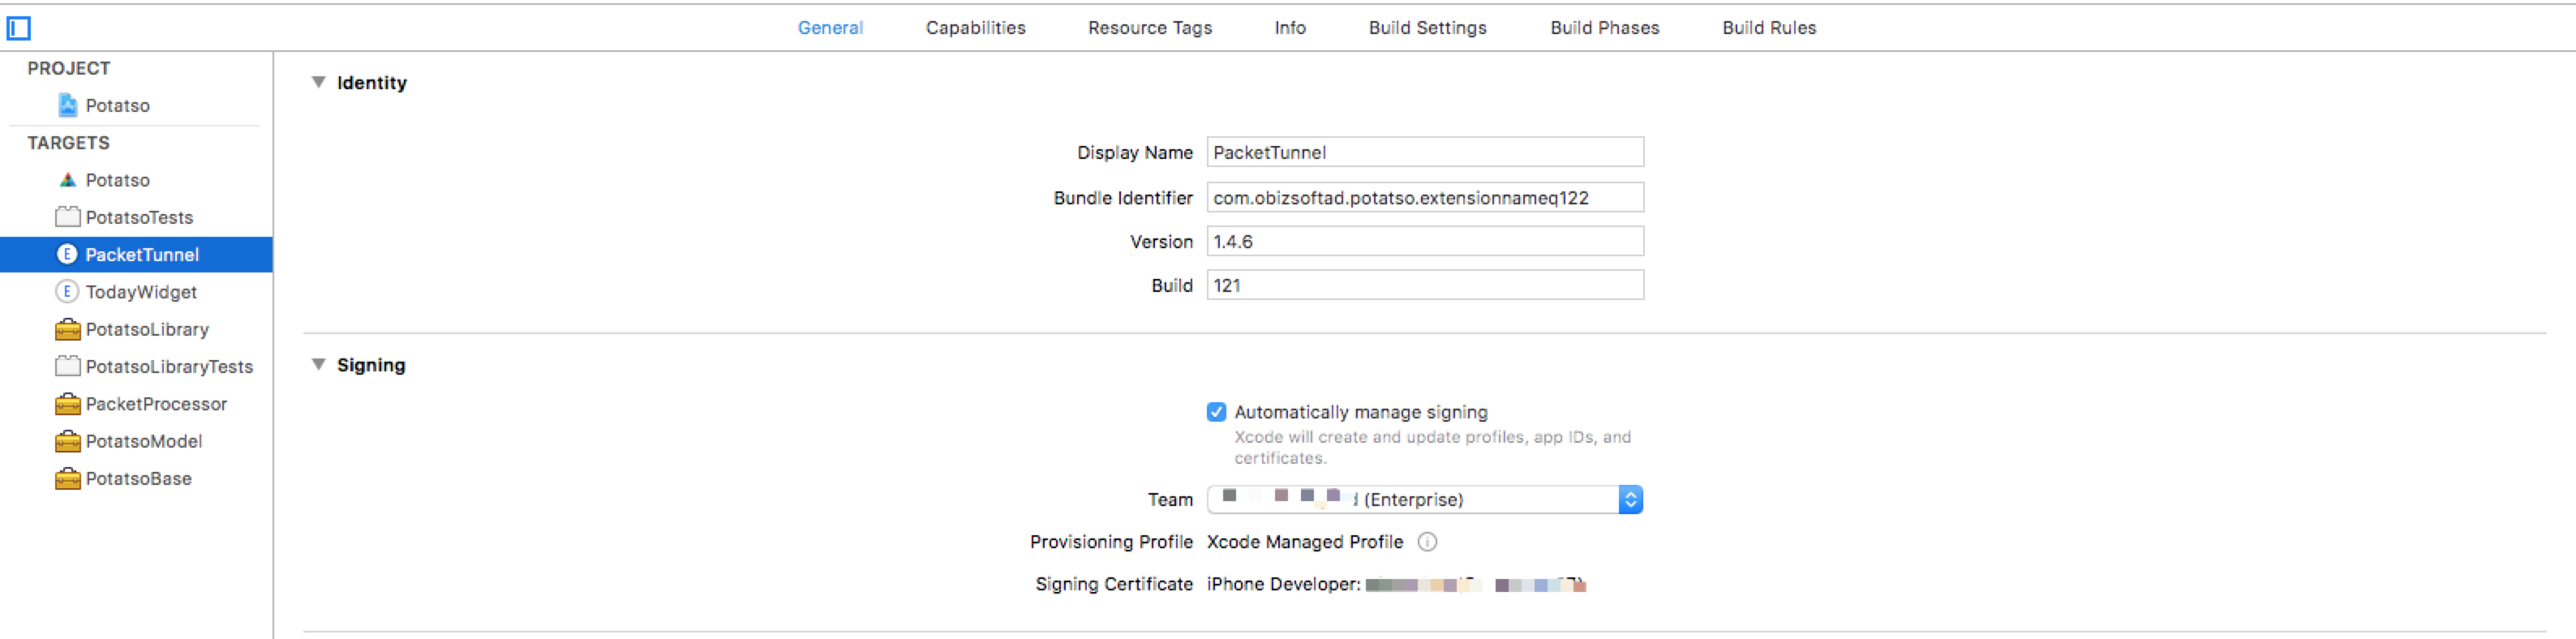 General Capabilities Resource Tags Info Build Settings Build Phases Build Rules
PROJECT
Potatso
TARGETS
Potatso
PotatsoTests
E PacketTunnel
E TodayWidget
PotatsoLibrary
PotatsoLibraryTests
PacketProcessor
PotatsoModel
PotatsoBase
Identity
Display Name PacketTunnel
Bundle Identifier com.obizsoftad.potatso.extensionnameq122
Version 1.4.6
Build 121
Signing
Automatically manage signing
Xcode will create and update profiles, app IDs, and
certificates.
Team (Enterprise)
Provisioning Profile Xcode Managed Profile
Signing Certificate iPhone Developer: